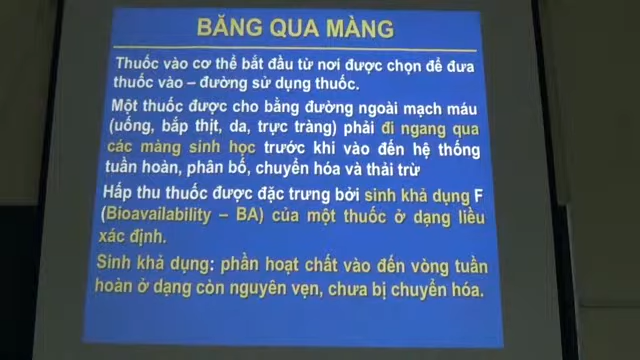 BĂNG QUA MÀNG
Thuốc vào cơ thể bắt đầu từ nơi được chọn để đưa
thuốc vào – đường sử dụng thuốc.
Một thuốc được cho bằng đường ngoài mạch máu
(uống, bắp thịt, da, trực tràng) phải đi ngang qua
các màng sinh học trước khi vào đến hệ thống
tuần hoàn, phân bố, chuyển hóa và thải trừ
Hấp thu thuốc được đặc trưng bởi sinh khả dụng F
(Bioavailability – BA) của một thuốc ở dạng liều
xác định.
Sinh khả dụng: phần hoạt chất vào đến vòng tuần
hoàn ở dạng còn nguyên vẹn, chưa bị chuyển hóa.